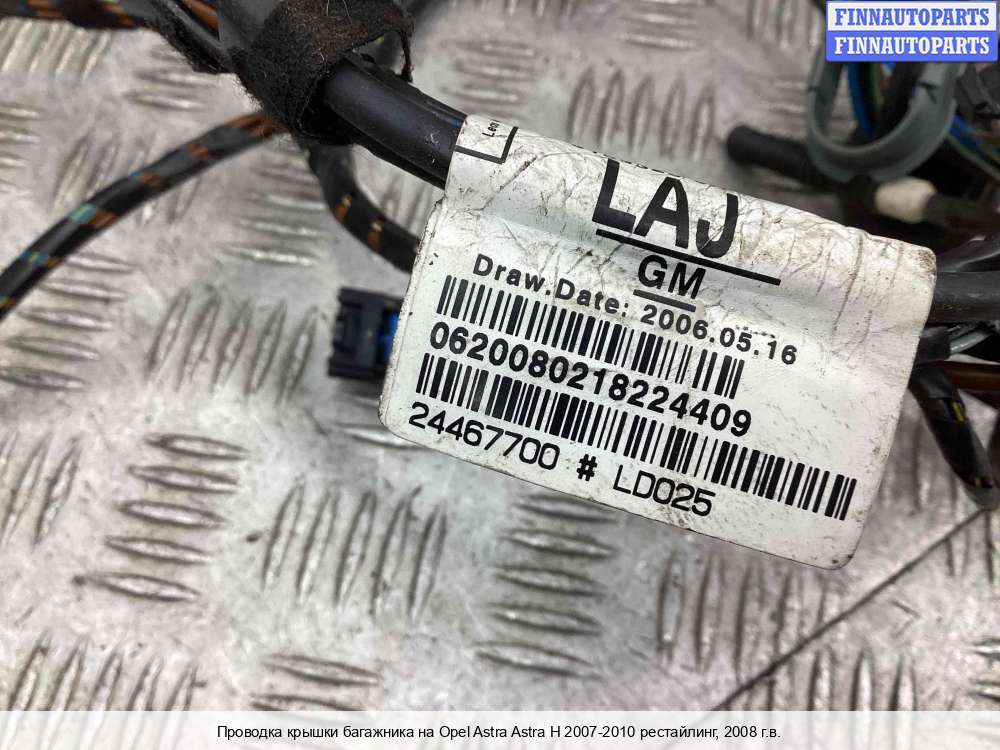 FINNAUTOPARTS
FINNAUTOPARTS
LAJ
GM
Draw.Date: 2006.05.16
0620080218224409
24467700 # LD025
Проводка крышки багажника на Opel Astra Astra H 2007-2010 рестайлинг, 2008 г.в.